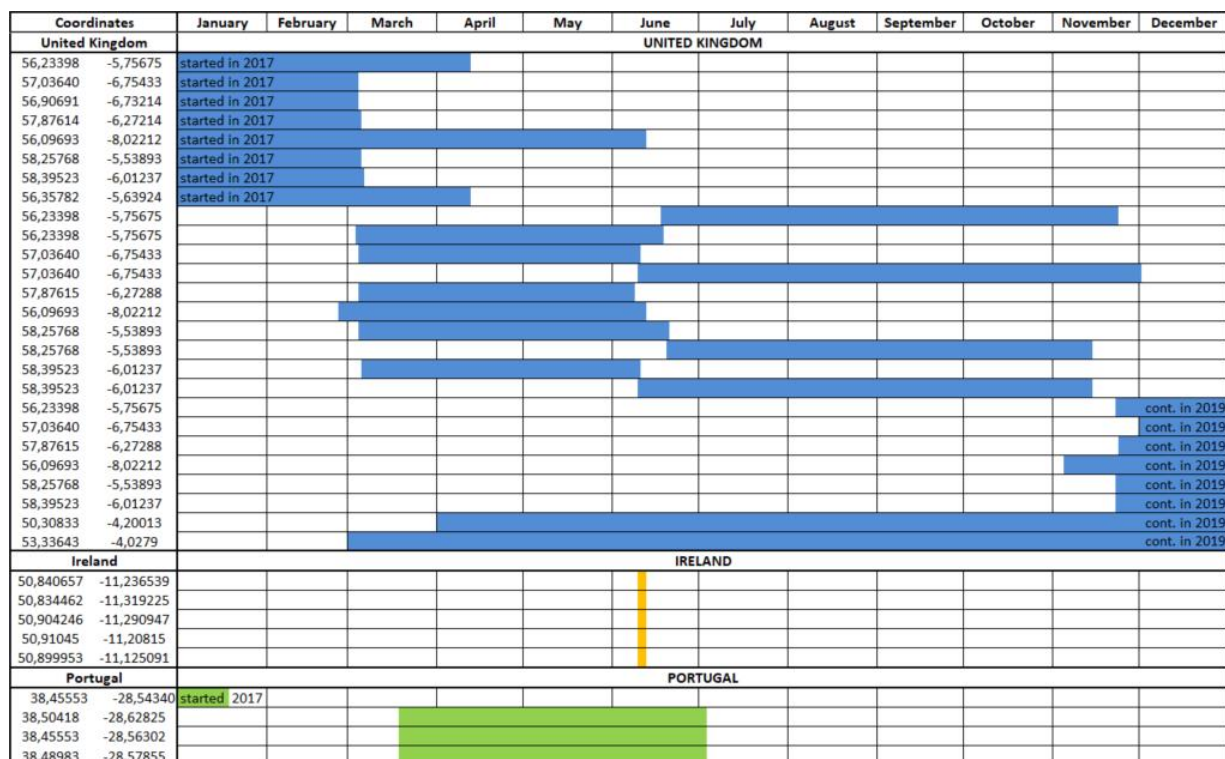 Coordinates January February March April May June July August September October November December
United Kingdom UNITED KINGDOM
56,23398 -5,75675 started in 2017
57,03640 -6,75433 started in 2017
56,90691 -6,73214 started in 2017
57,87614 -6,27214 started in 2017
56,09693 -8,02212 started in 2017
58,25768 -5,53893 started in 2017
58,39523 -6,01237 started in 2017
56,35782 -5,63924 started in 2017
56,23398 -5,75675
56,23398 -5,75675
57,03640 -6,75433
57,03640 -6,75433
57,87615 -6,27288
56,09693 -8,02212
58,25768 -5,53893
58,25768 -5,53893
58,39523 -6,01237
58,39523 -6,01237
56,23398 -5,75675 cont. in 2019
57,03640 -6,75433 cont. in 2019
57,87615 -6,27288 cont. in 2019
56,09693 -8,02212 cont. in 2019
58,25768 -5,53893 cont. in 2019
58,39523 -6,01237 cont. in 2019
50,30833 -4,20013 cont. in 2019
53,33643 -4,0279 cont. in 2019
Ireland IRELAND
50,840657 -11,236539
50,834462 -11,319225
50,904246 -11,290947
50,91045 -11,20815
50,899953 -11,125091
Portugal PORTUGAL
38,45553 -28,54340 started 2017
38,50418 -28,62825
38,45553 -28,56302
38,48983 -28,57855